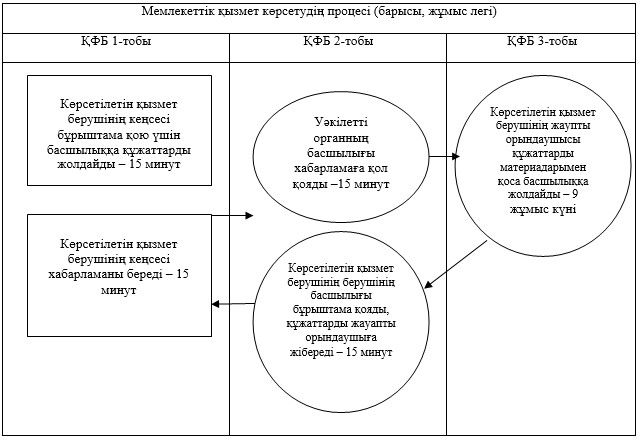 Мемлекеттік қызмет көрсетудің процесі (барысы, жұмыс легі)
ҚФБ 1-тобы
ҚФБ 2-тобы
ҚФБ 3-тобы
Көрсетілетін қызмет
берушінің кеңсесі
бұрыштама қою үшін
басшылыққа құжаттарды
жолдайды – 15 минут
Уәкілетті
органның
басшылығы
хабарламаға қол
қояды –15 минут
Көрсетілетін қызмет
берушінің жаупты
орындаушысы
құжаттарды
материадарымен
қоса басшылыққа
жолдайды – 9
жұмыс күні
Көрсетілетін қызмет
берушінің кеңсесі
хабарламаны береді – 15
минут
Көрсетілетін қызмет
берушінің берушінің
басшылығы
бұрыштама қояды,
құжаттарды жауапты
орындаушыға
жібереді – 15 минут